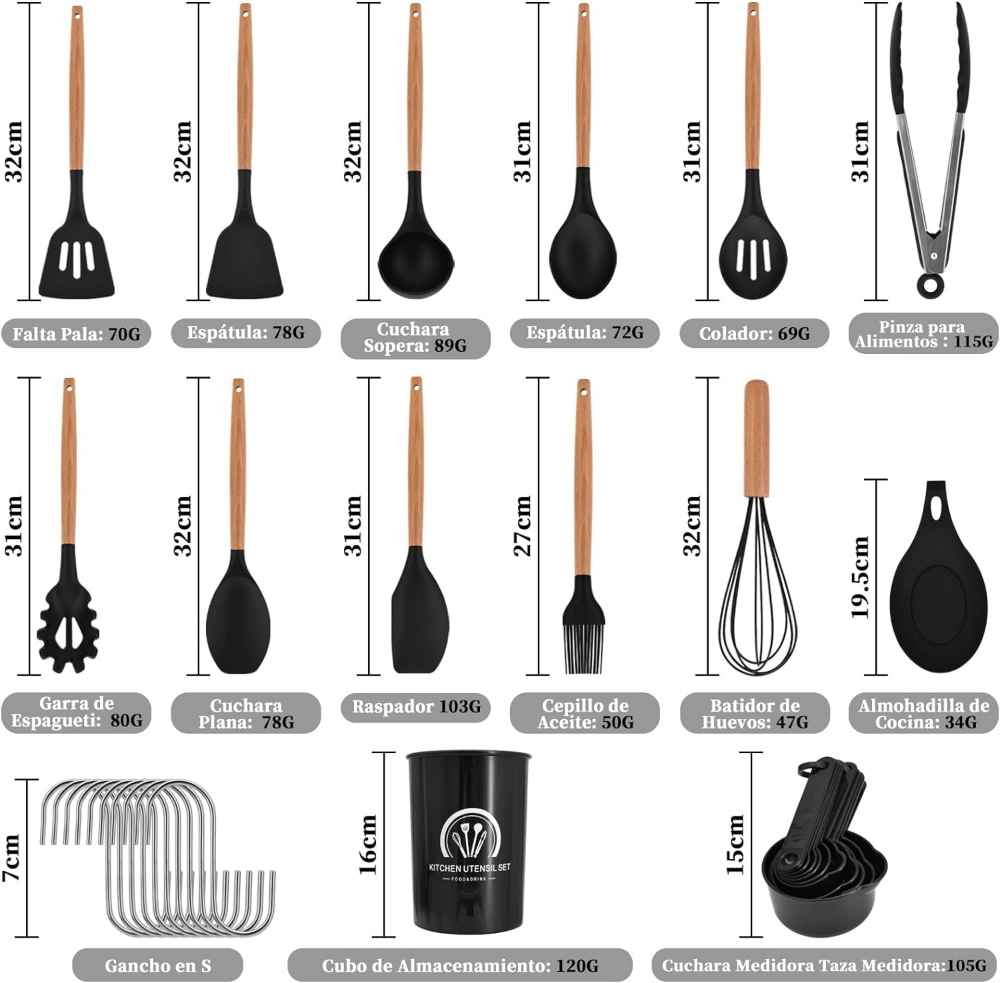 32cm
32cm
32cm
31cm
31cm
31cm
Falta Pala: 70G
Espátula: 78G
Cuchara
Sopera: 89G
Espátula: 72G
Colador: 69G
Pinza para
Alimentos : 115G
31cm
32cm
31cm
27cm
32cm
19.5cm
Garra de
Espagueti: 80G
Cuchara
Plana: 78G
Raspador 103G
Cepillo de
Aceite: 50G
Batidor de
Huevos: 47G
Almohadilla de
Cocina: 34G
7cm
16cm
15cm
KITCHEN UTENSIL SET
FOOD&DRINK
Gancho en S
Cubo de Almacenamiento: 120G
Cuchara Medidora Taza Medidora:105G